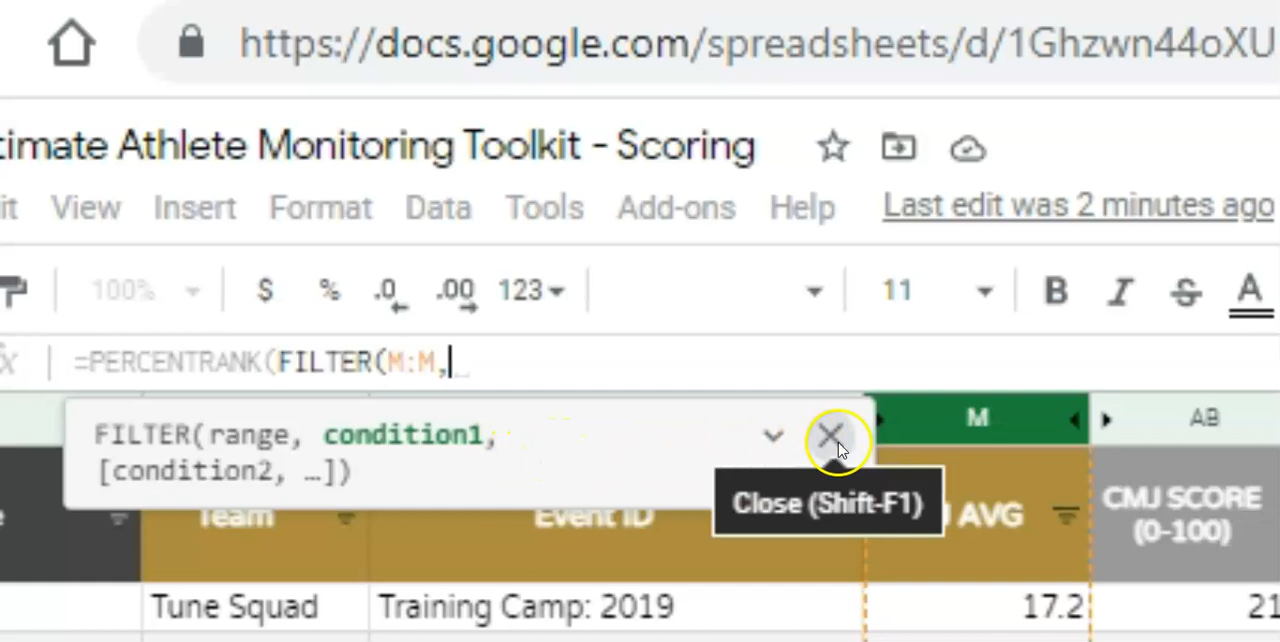 https://docs.google.com/spreadsheets/d/1Ghzwn44oXU
timate Athlete Monitoring Toolkit - Scoring
it View Insert Format Data Tools Add-ons Help Last edit was 2 minutes ago
100% $ % .0 .00 123 11 B I S A
fx =PERCENTRANK(FILTER(M:M,
FILTER(range, condition1,
[condition2, …])
M AB
Close (Shift-F1)
e Team Event ID AVG CMJ SCORE
(0-100)
Tune Squad Training Camp: 2019 17.2 21